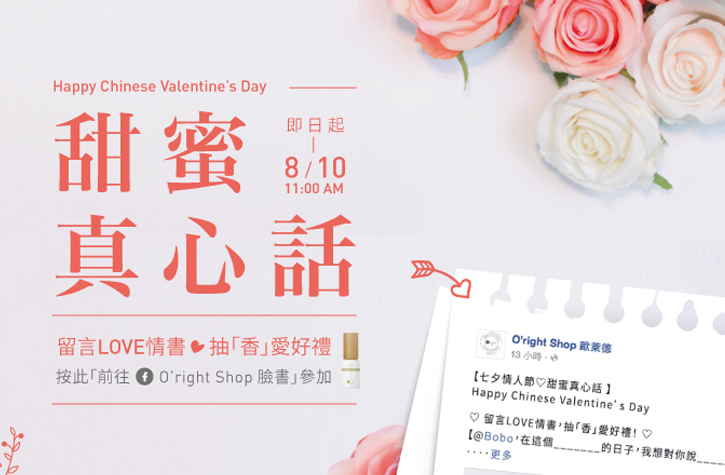 Happy Chinese Valentine's Day
甜蜜
即日起
8/10
11:00 AM
真心話
留言LOVE情書 抽「香」愛好禮
按此「前往 f O'right Shop 臉書」參加
O'right Shop 歐萊德
13 小時
【七夕情人節♡甜蜜真心話 】
Happy Chinese Valentine' s Day
♡ 留言LOVE情書,抽「香」愛好禮! ♡
【@Bobo,在這個_______的日子,我想對你說_____
....更多